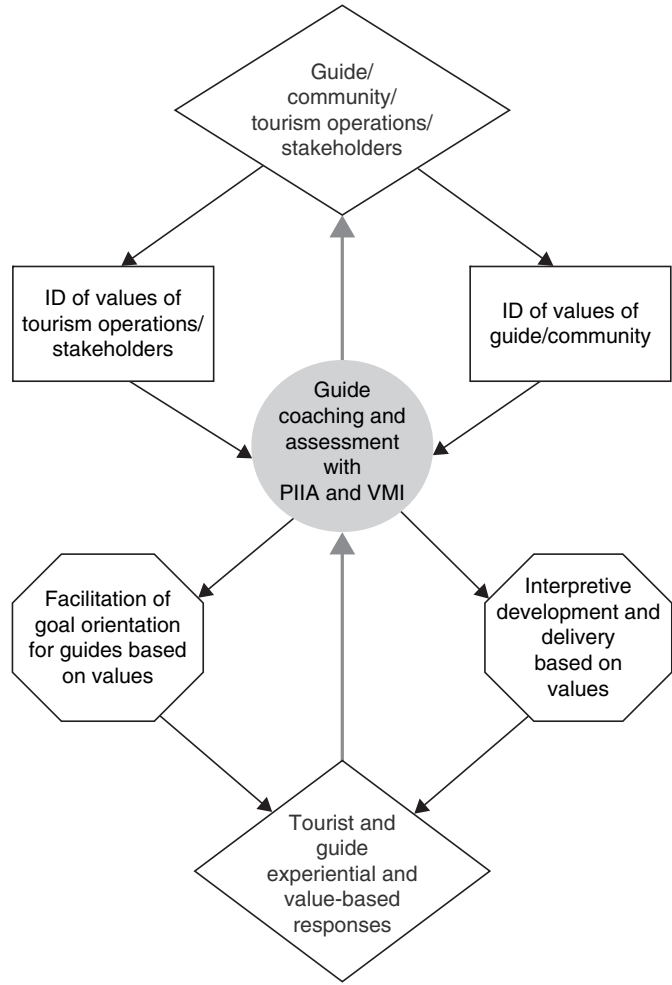 Guide/
community/
tourism operations/
stakeholders
ID of values of
tourism operations/
stakeholders
ID of values of
guide/community
Guide
coaching and
assessment
with
PIIA and VMI
Facilitation of
goal orientation
for guides based
on values
Interpretive
development and
delivery
based on
values
Tourist and
guide
experiential and
value-based
responses